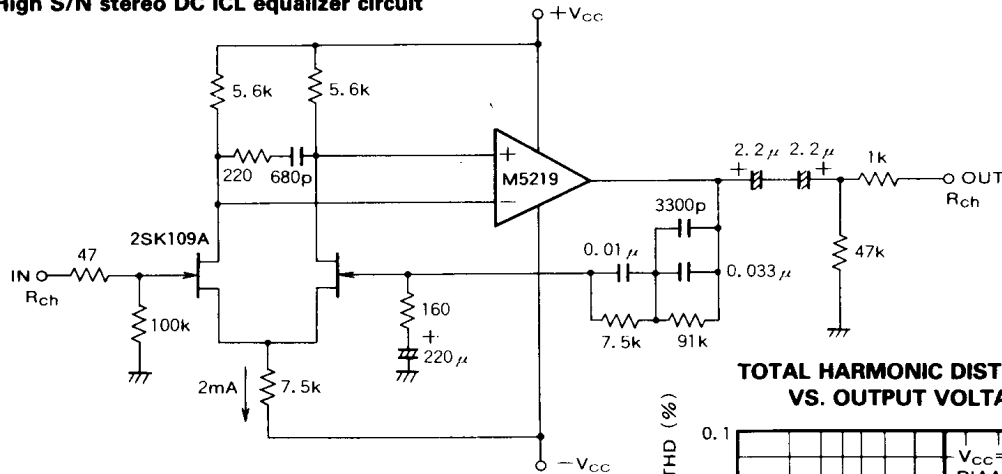 High S/N stereo DC ICL equalizer circuit
+VCC
5.6k
5.6k
220
680p
+
M5219
−
2.2μ
2.2μ
+
+
1k
OUT
Rch
3300p
0.01μ
0.033μ
47k
2SK109A
47
IN
Rch
100k
160
+
220μ
7.5k
91k
2mA
7.5k
−VCC
TOTAL HARMONIC DIST
VS. OUTPUT VOLTA
THD (%)
0.1
VCC=